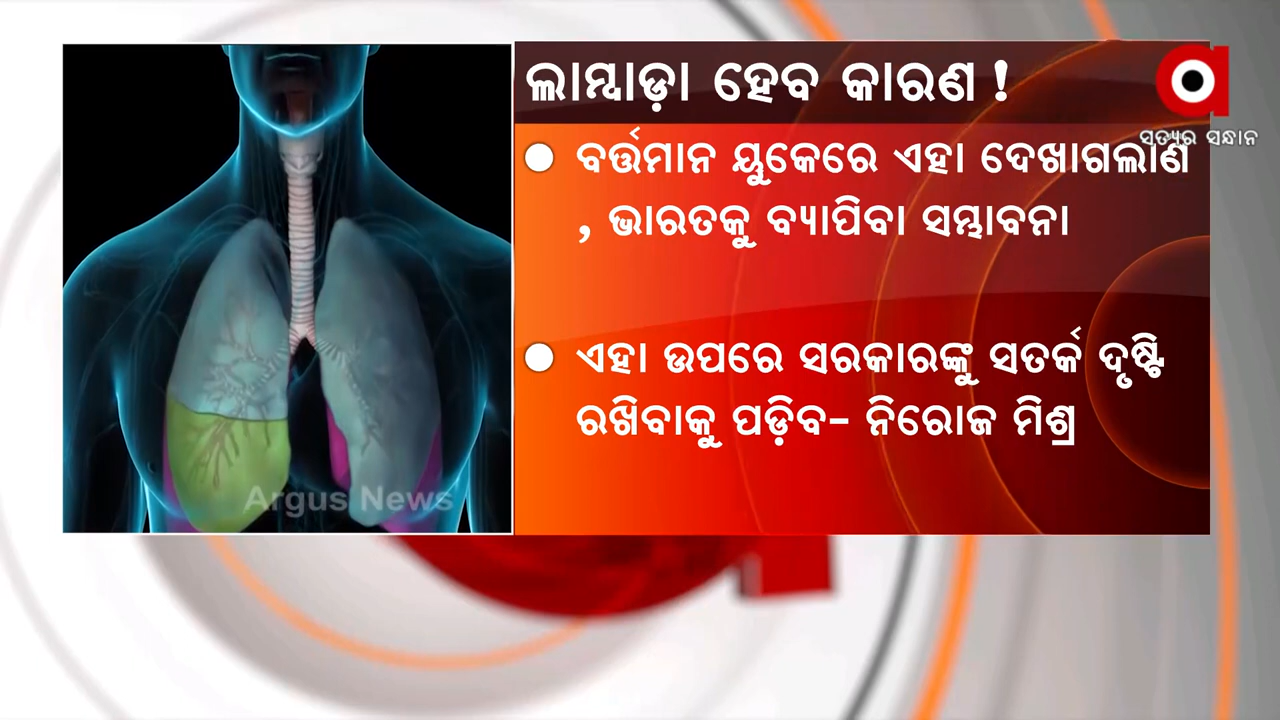 ଲାମ୍ବାଡ଼ା ହେବ କାରଣ !
ସତ୍ୟର ସନ୍ଧାନ
ବର୍ତ୍ତମାନ ୟୁକେରେ ଏହା ଦେଖାଗଲାଣି
, ଭାରତକୁ ବ୍ୟାପିବା ସମ୍ଭାବନା
ଏହା ଉପରେ ସରକାରଙ୍କୁ ସତର୍କ ଦୃଷ୍ଟି
ରଖିବାକୁ ପଡ଼ିବ- ନିରୋଜ ମିଶ୍ର
Argus News